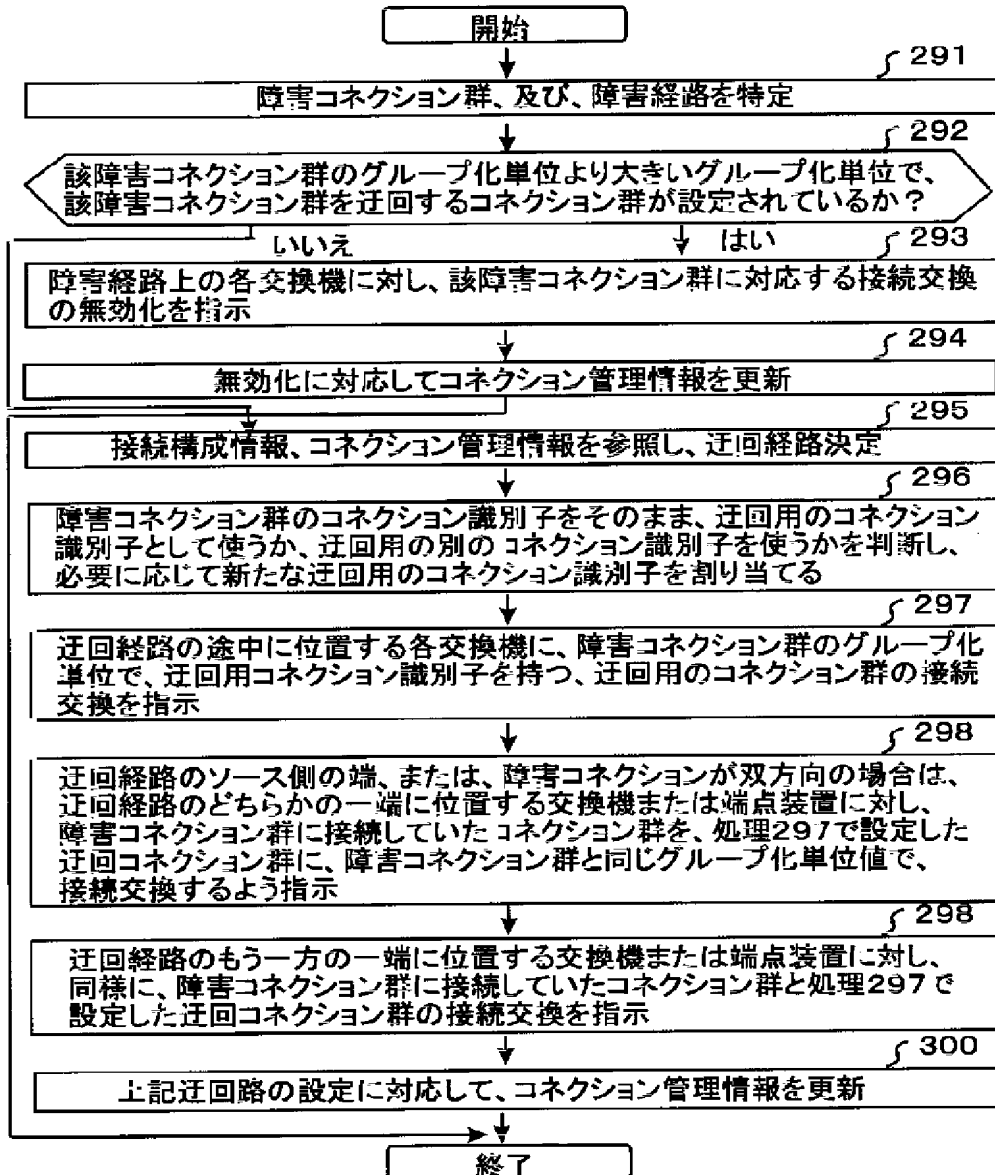 開始
291
障害コネクション群、及び、障害経路を特定
292
該障害コネクション群のグループ化単位より大きいグループ化単位で、
該障害コネクション群を迂回するコネクション群が設定されているか？
いいえ
はい
293
障害経路上の各交換機に対し、該障害コネクション群に対応する接続交換
の無効化を指示
294
無効化に対応してコネクション管理情報を更新
295
接続構成情報、コネクション管理情報を参照し、迂回経路決定
296
障害コネクション群のコネクション識別子をそのまま、迂回用のコネクション
識別子として使うか、迂回用の別のコネクション識別子を使うかを判断し、
必要に応じて新たな迂回用のコネクション識別子を割り当てる
297
迂回経路の途中に位置する各交換機に、障害コネクション群のグループ化
単位で、迂回用コネクション識別子を持つ、迂回用のコネクション群の接続
交換を指示
298
迂回経路のソース側の端、または、障害コネクションが双方向の場合は、
迂回経路のどちらかの一端に位置する交換機または端点装置に対し、
障害コネクション群に接続していたコネクション群を、処理297で設定した
迂回コネクション群に、障害コネクション群と同じグループ化単位値で、
接続交換するよう指示
298
迂回経路のもう一方の一端に位置する交換機または端点装置に対し、
同様に、障害コネクション群に接続していたコネクション群と処理297で
設定した迂回コネクション群の接続交換を指示
300
上記迂回路の設定に対応して、コネクション管理情報を更新
終了